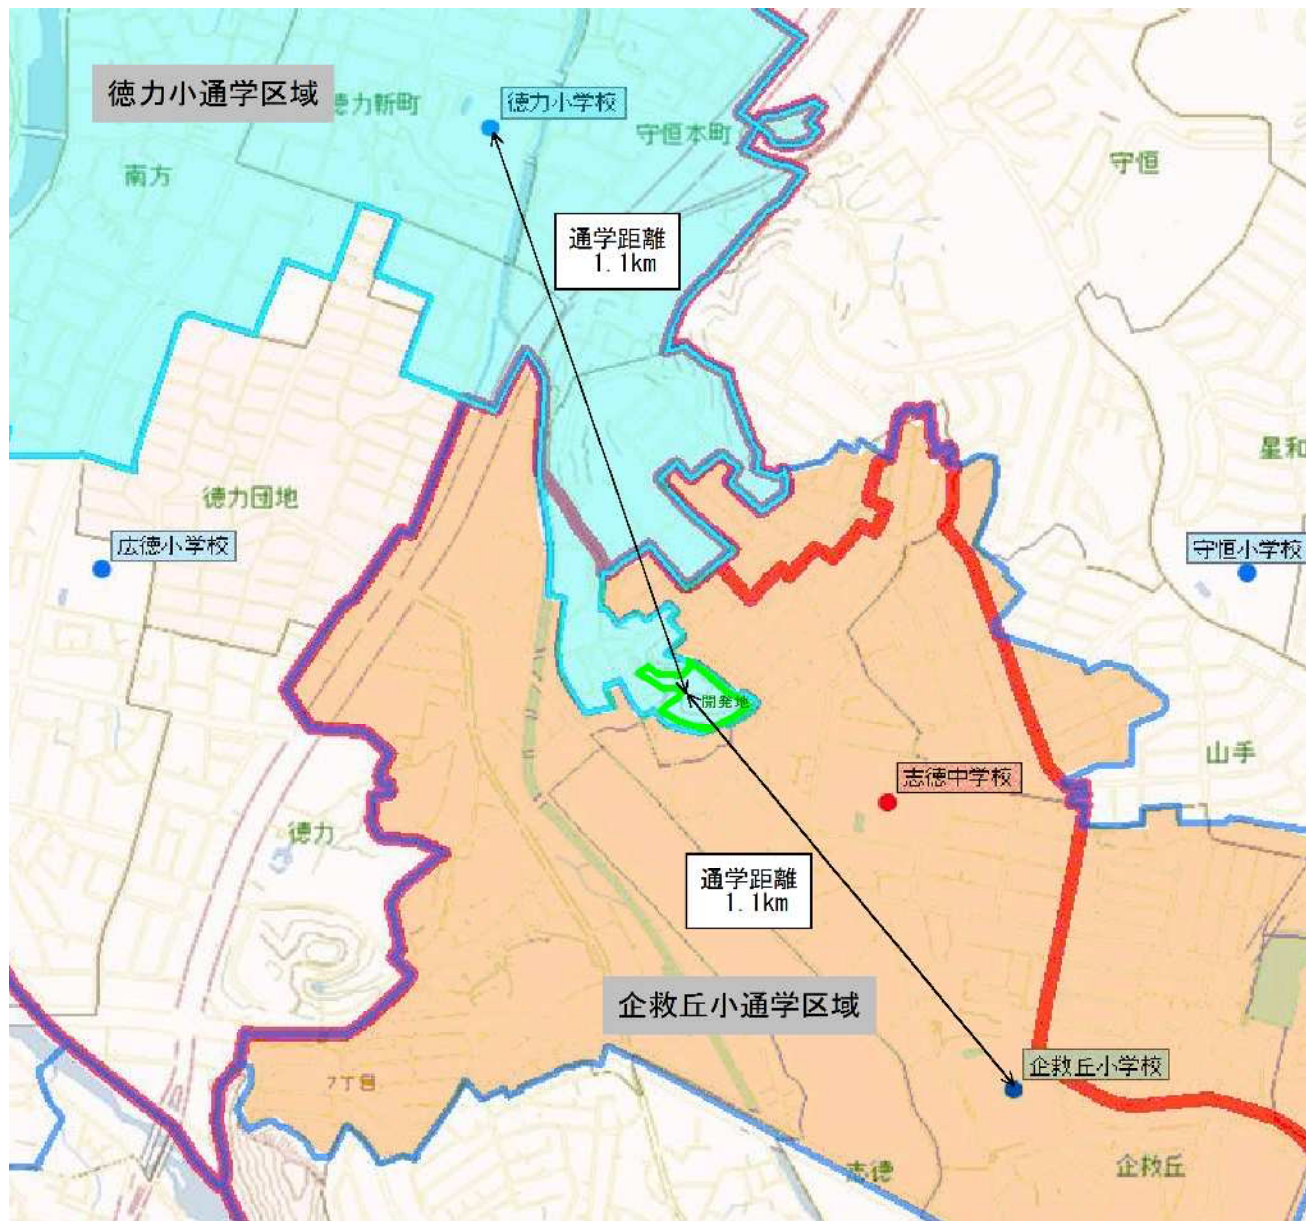 徳力小通学区域
徳力新町
徳力小学校
守恒本町
守恒
南方
通学距離
1.1km
星和
徳力団地
広徳小学校
守恒小学校
開発地
山手
志徳中学校
徳力
通学距離
1.1km
企救丘小通学区域
企救丘小学校
7丁目
志徳
企救丘